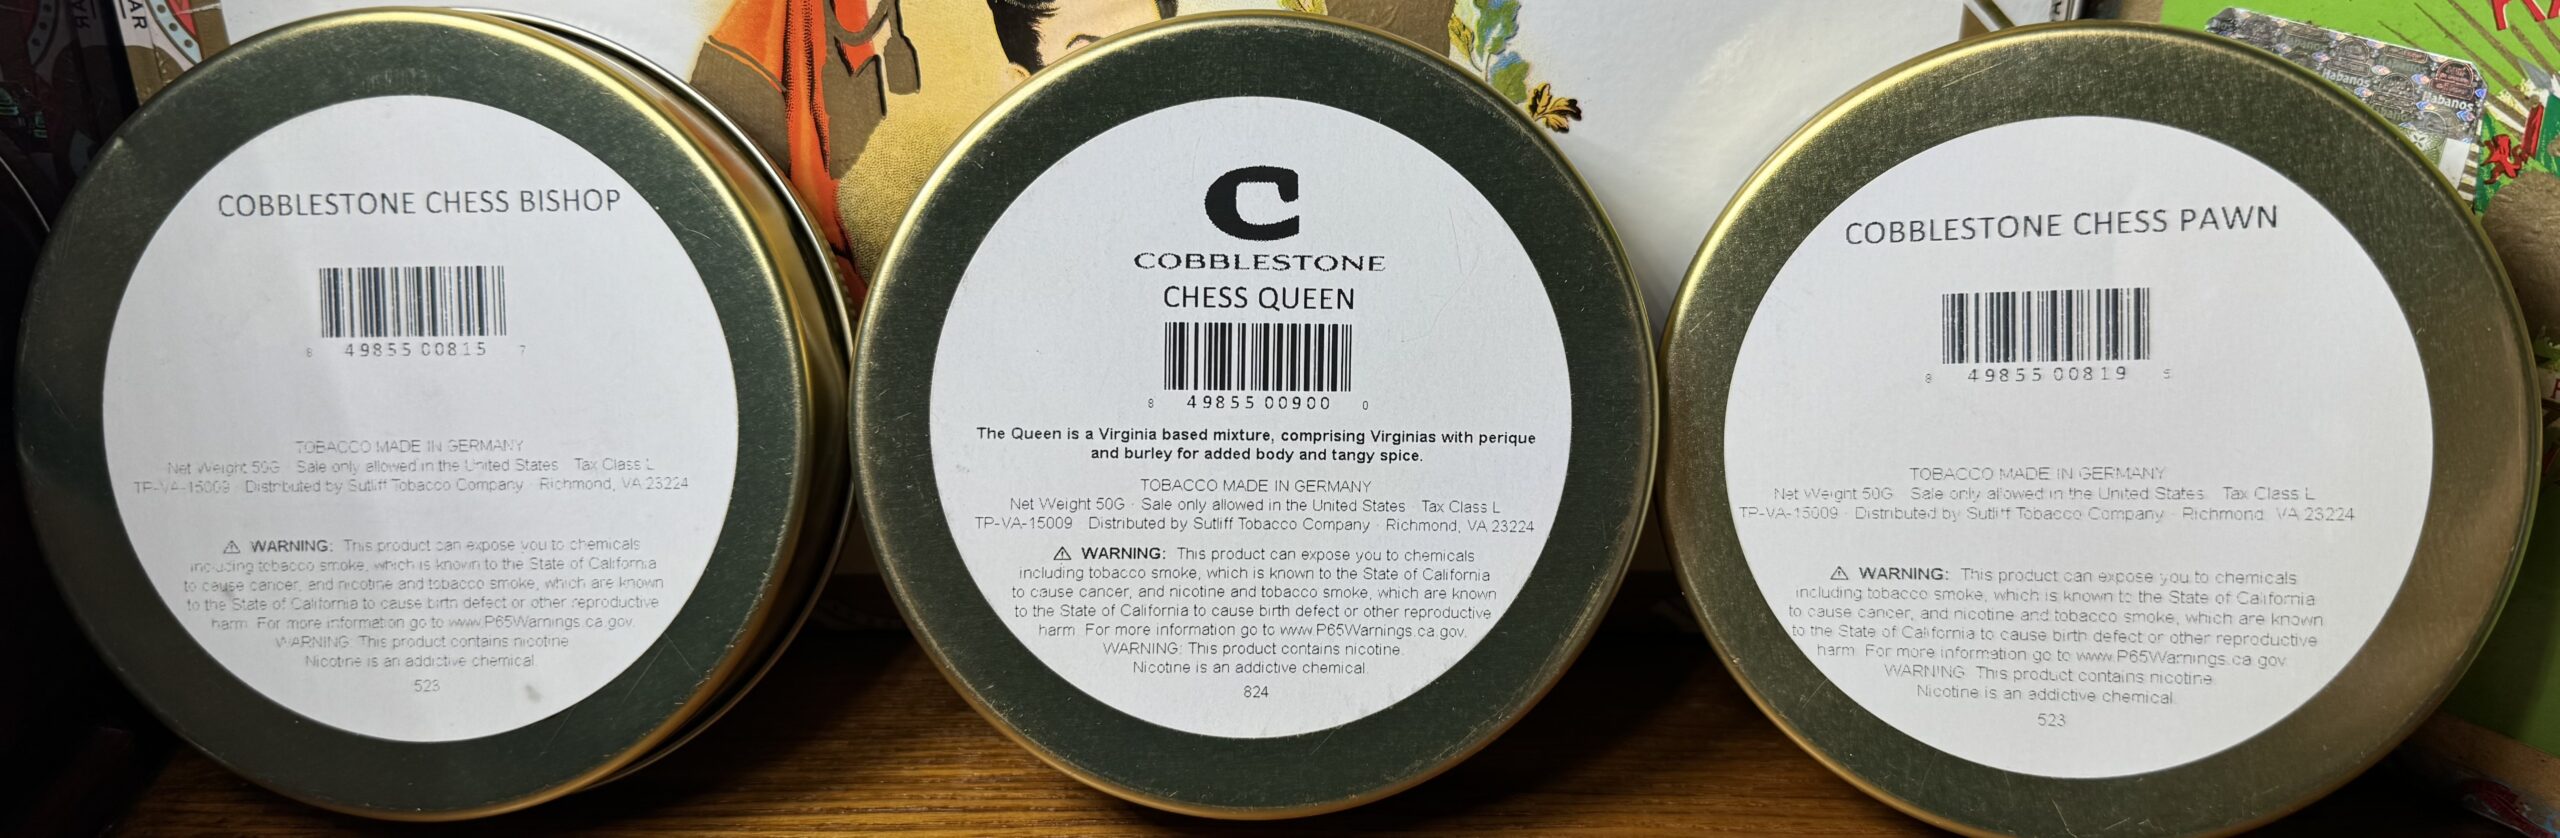 COBBLESTONE CHESS BISHOP
8 49855 00815 7
TOBACCO MADE IN GERMANY
Net Weight 50G · Sale only allowed in the United States · Tax Class L
TP-VA-15009 · Distributed by Sutliff Tobacco Company · Richmond, VA 23224
⚠ WARNING: This product can expose you to chemicals
including tobacco smoke, which is known to the State of California
to cause cancer, and nicotine and tobacco smoke, which are known
to the State of California to cause birth defect or other reproductive
harm. For more information go to www.P65Warnings.ca.gov.
WARNING: This product contains nicotine.
Nicotine is an addictive chemical.
523
C
COBBLESTONE
CHESS QUEEN
8 49855 00900 0
The Queen is a Virginia based mixture, comprising Virginias with perique
and burley for added body and tangy spice.
TOBACCO MADE IN GERMANY
Net Weight 50G · Sale only allowed in the United States · Tax Class L
TP-VA-15009 Distributed by Sutliff Tobacco Company · Richmond, VA 23224
⚠ WARNING: This product can expose you to chemicals
including tobacco smoke, which is known to the State of California
to cause cancer, and nicotine and tobacco smoke, which are known
to the State of California to cause birth defect or other reproductive
harm. For more information go to www.P65Warnings.ca.gov.
WARNING: This product contains nicotine.
Nicotine is an addictive chemical.
824
COBBLESTONE CHESS PAWN
8 49855 00819 5
TOBACCO MADE IN GERMANY
Net Weight 50G · Sale only allowed in the United States · Tax Class L
TP-VA-15009 · Distributed by Sutliff Tobacco Company · Richmond, VA 23224
⚠ WARNING: This product can expose you to chemicals
including tobacco smoke, which is known to the State of California
to cause cancer, and nicotine and tobacco smoke, which are known
to the State of California to cause birth defect or other reproductive
harm. For more information go to www.P65Warnings.ca.gov
WARNING: This product contains nicotine.
Nicotine is an addictive chemical.
523
Habanos
Habanos